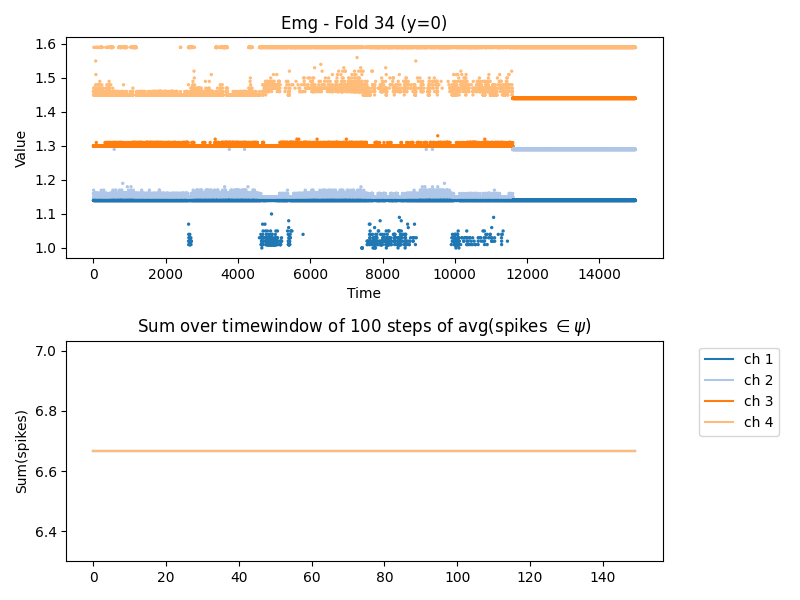 Emg - Fold 34 (y=0)
1.6
1.5
1.4
1.3
1.2
1.1
1.0
Value
0 2000 4000 6000 8000 10000 12000 14000
Time
Sum over timewindow of 100 steps of avg(spikes ∈ ψ)
7.0
6.8
6.6
6.4
Sum(spikes)
0 20 40 60 80 100 120 140
ch 1
ch 2
ch 3
ch 4